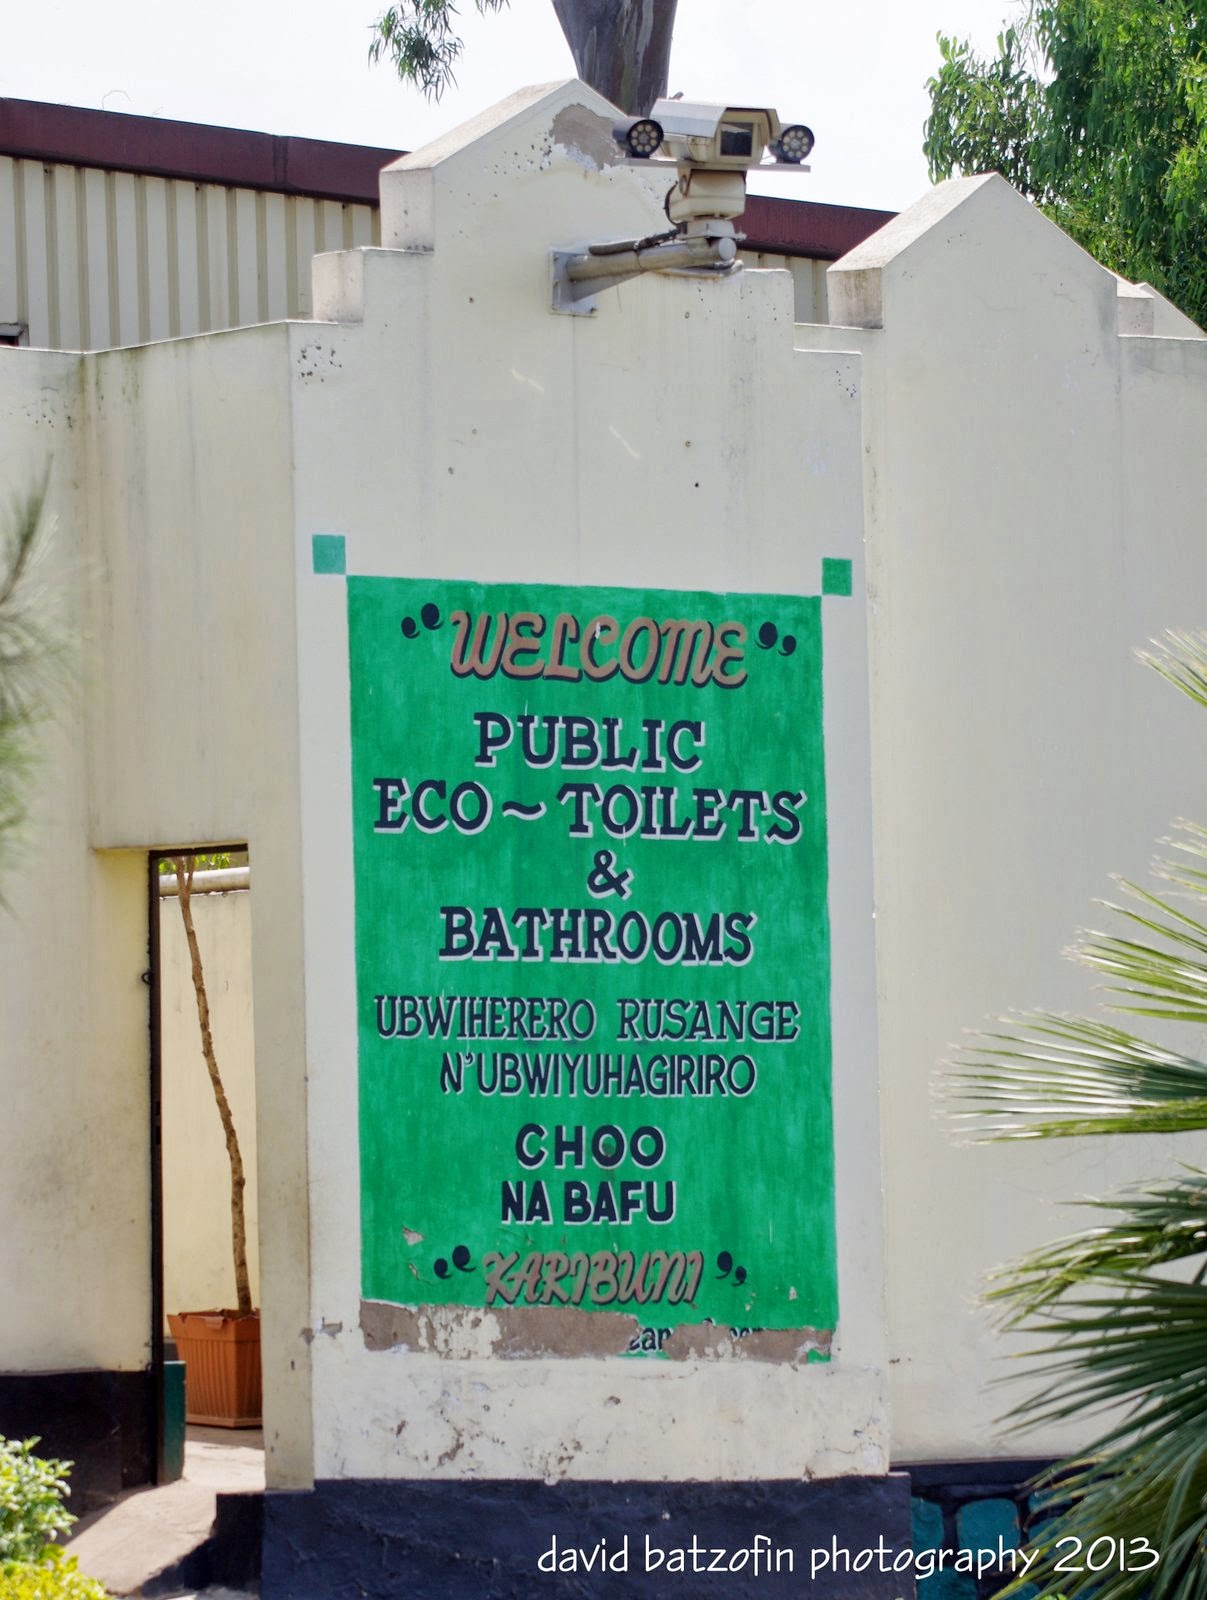 "WELCOME"
PUBLIC
ECO~TOILETS
&
BATHROOMS
UBWIHERERO RUSANGE
N'UBWIYUHAGIRIRO
CHOO
NA BAFU
"KARIBUNI"
david batzofin photography 2013